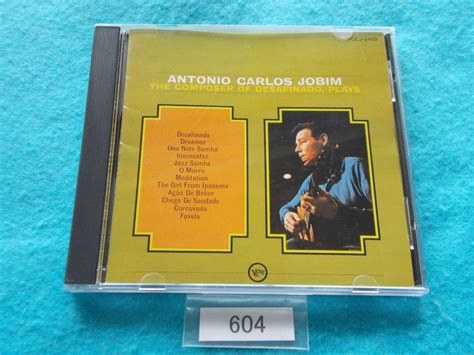 ANTONIO CARLOS JOBIM
THE COMPOSER OF DESAFINADO, PLAYS
Desafinado
Dreamer
One Note Samba
Insensatez
Jazz Samba
O Morro
Meditation
The Girl From Ipanema
Agua De Beber
Chega De Saudade
Corcovado
Favela
Verve
604